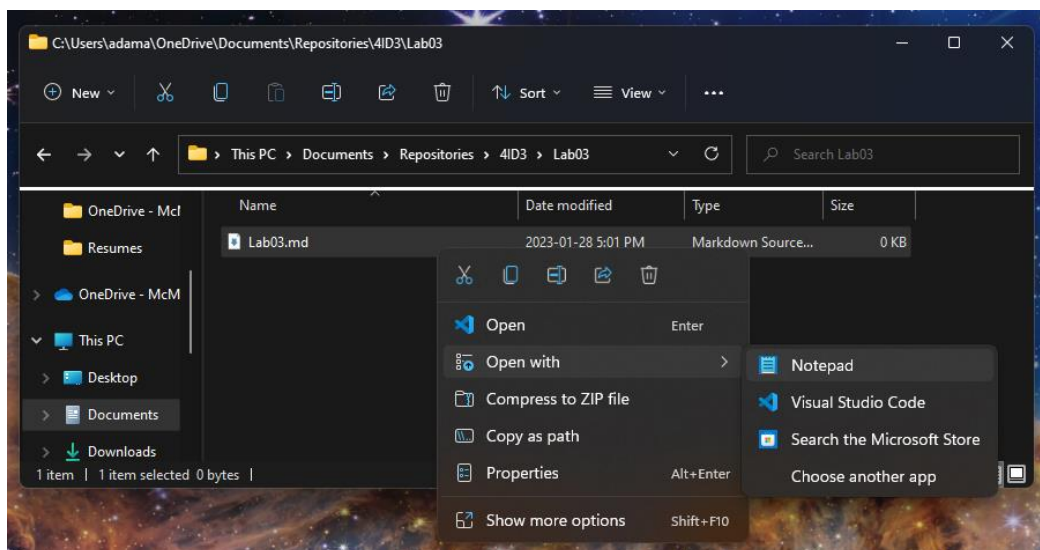 C:\Users\adama\OneDrive\Documents\Repositories\4ID3\Lab03
New
Sort
View
This PC > Documents > Repositories > 4ID3 > Lab03
Search Lab03
Name Date modified Type Size
OneDrive - McM
Resumes
OneDrive - McM
This PC
Desktop
Documents
Downloads
Lab03.md 2023-01-28 5:01 PM Markdown Source... 0 KB
Open Enter
Open with
Compress to ZIP file
Copy as path
Properties Alt+Enter
Show more options Shift+F10
Notepad
Visual Studio Code
Search the Microsoft Store
Choose another app
1 item | 1 item selected 0 bytes |